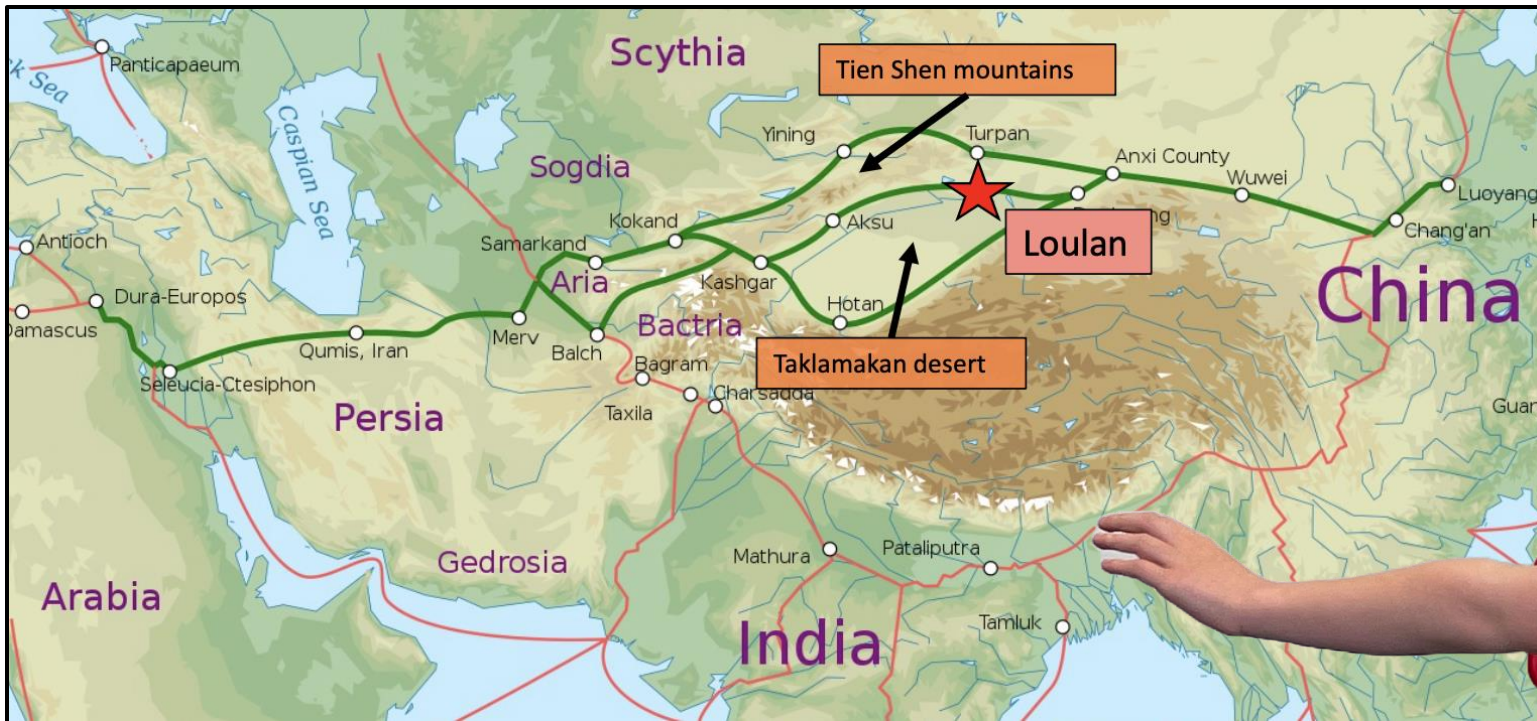 Scythia
Tien Shen mountains
Panticapaeum
Caspian Sea
Yining
Turpan
Anxi County
Sogdia
Wuwei
Luoyang
Kokand
Aksu
Chang'an
Antioch
Samarkand
Loulan
Aria
Kashgar
China
Dura-Europos
Hotan
Damascus
Merv
Bactria
Qumis, Iran
Balch
Bagram
Taklamakan desert
Seleucia-Ctesiphon
Charsadda
Taxila
Persia
Mathura
Pataliputra
Gedrosia
Arabia
India
Tamluk